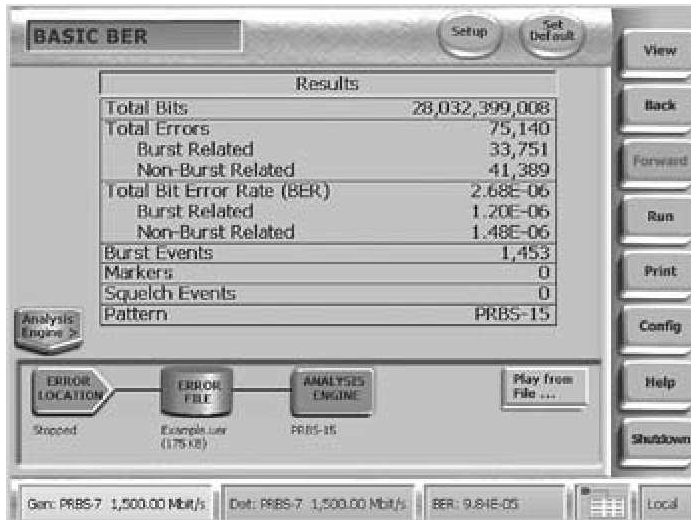 BASIC BER
Setup
Set Default
View
Results
Total Bits 28,032,399,008
Back
Total Errors 75,140
Burst Related 33,751
Forward
Non-Burst Related 41,389
Total Bit Error Rate (BER) 2.68E-06
Burst Related 1.20E-06
Run
Non-Burst Related 1.48E-06
Burst Events 1,453
Markers 0
Print
Squelch Events 0
Pattern PRBS-15
Analysis Engine >
Config
ERROR LOCATION
ERROR FILE
ANALYSIS ENGINE
Play from File ...
Help
Stopped
Example.uer (175 KB)
PRBS-15
Shutdown
Gen: PRBS-7 1,500.00 Mbit/s
Det: PRBS-7 1,500.00 Mbit/s
BER: 9.84E-05
Local